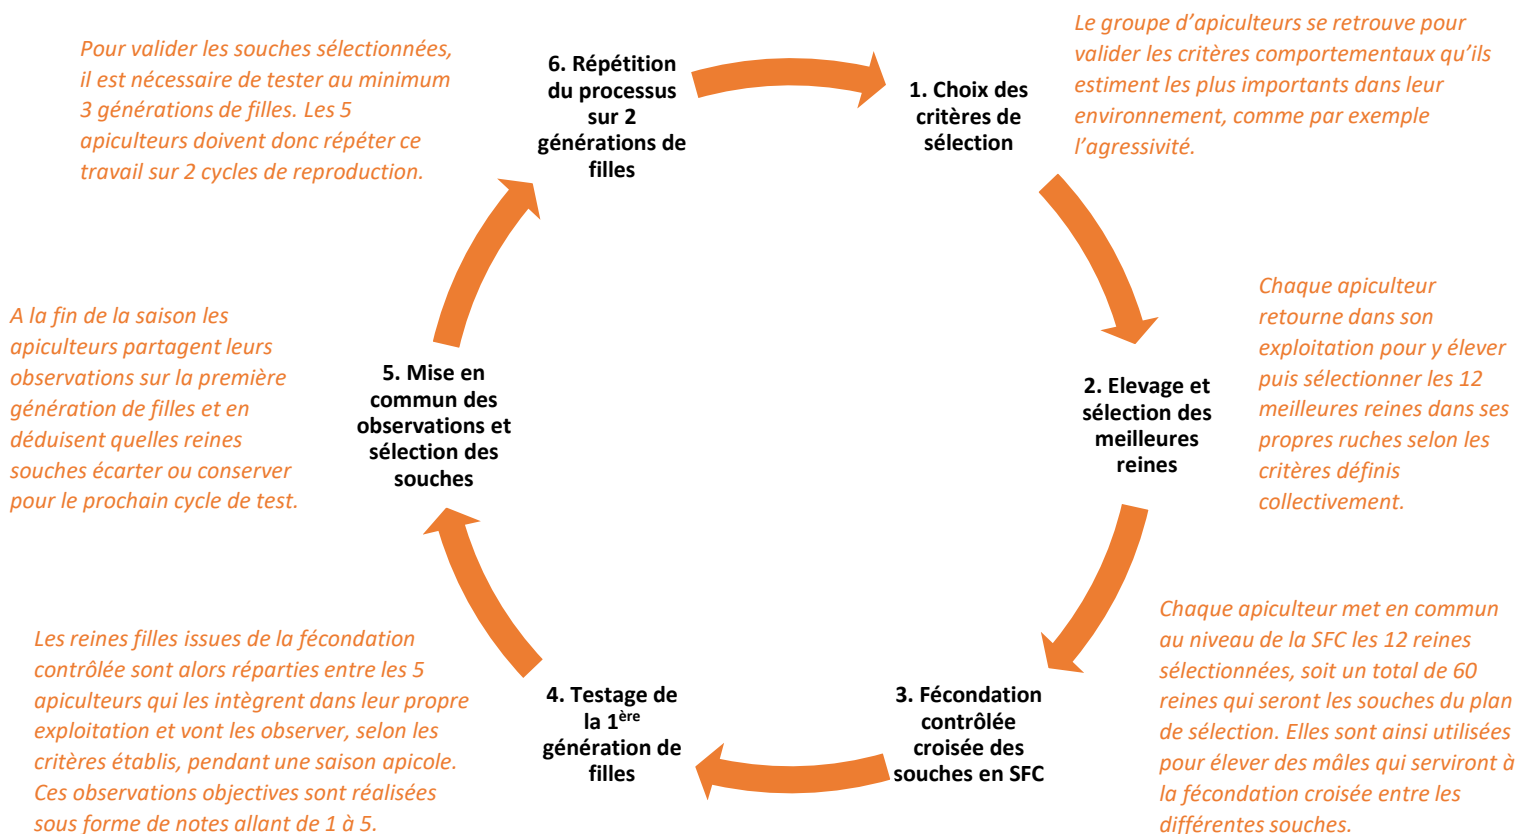 1. Choix des
critères de
sélection
Le groupe d’apiculteurs se retrouve pour
valider les critères comportementaux qu’ils
estiment les plus importants dans leur
environnement, comme par exemple
l’agressivité.
2. Elevage et
sélection des
meilleures
reines
Chaque apiculteur
retourne dans son
exploitation pour y élever
puis sélectionner les 12
meilleures reines dans ses
propres ruches selon les
critères définis
collectivement.
3. Fécondation
contrôlée
croisée des
souches en SFC
Chaque apiculteur met en commun
au niveau de la SFC les 12 reines
sélectionnées, soit un total de 60
reines qui seront les souches du plan
de sélection. Elles sont ainsi utilisées
pour élever des mâles qui serviront à
la fécondation croisée entre les
différentes souches.
4. Testage de
la 1ère
génération de
filles
Les reines filles issues de la fécondation
contrôlée sont alors réparties entre les 5
apiculteurs qui les intègrent dans leur propre
exploitation et vont les observer, selon les
critères établis, pendant une saison apicole.
Ces observations objectives sont réalisées
sous forme de notes allant de 1 à 5.
5. Mise en
commun des
observations et
sélection des
souches
A la fin de la saison les
apiculteurs partagent leurs
observations sur la première
génération de filles et en
déduisent quelles reines
souches écarter ou conserver
pour le prochain cycle de test.
6. Répétition
du processus
sur 2
générations de
filles
Pour valider les souches sélectionnées,
il est nécessaire de tester au minimum
3 générations de filles. Les 5
apiculteurs doivent donc répéter ce
travail sur 2 cycles de reproduction.